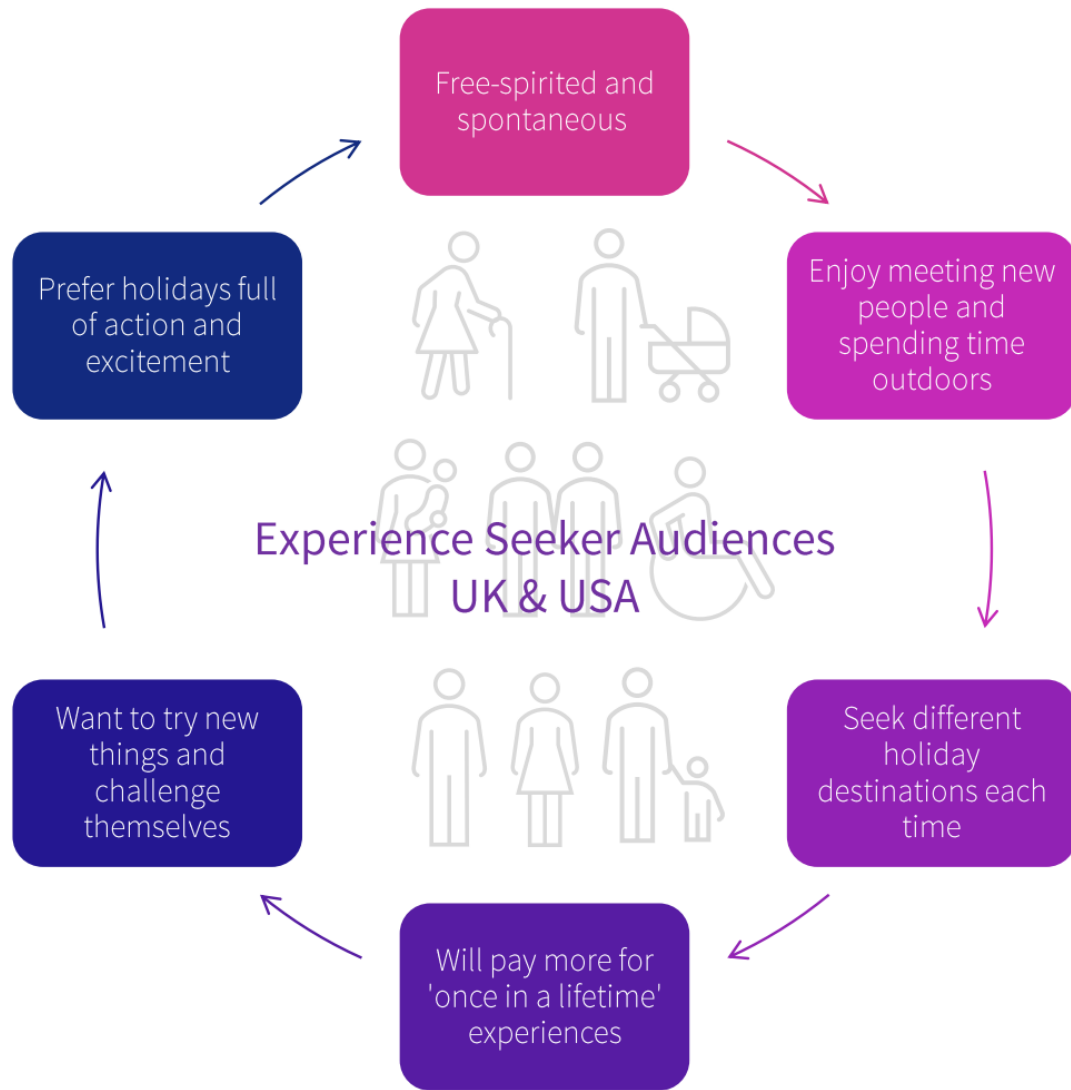 Free-spirited and
spontaneous
Enjoy meeting new
people and
spending time
outdoors
Seek different
holiday
destinations each
time
Will pay more for
'once in a lifetime'
experiences
Want to try new
things and
challenge
themselves
Prefer holidays full
of action and
excitement
Experience Seeker Audiences
UK & USA